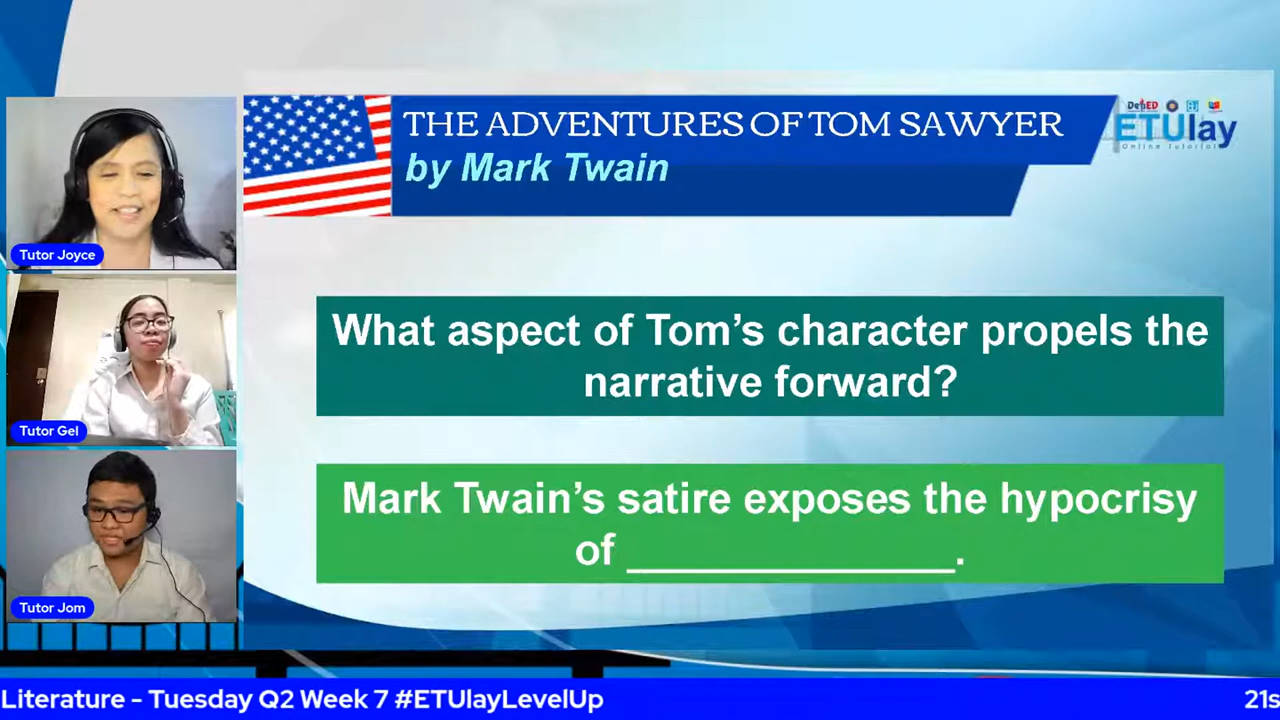 THE ADVENTURES OF TOM SAWYER
by Mark Twain
DepED
ETUlay
Online Tutorial
Tutor Joyce
Tutor Gel
Tutor Jom
What aspect of Tom’s character propels the
narrative forward?
Mark Twain’s satire exposes the hypocrisy
of _______________.
Literature - Tuesday Q2 Week 7 #ETUlayLevelUp
21s